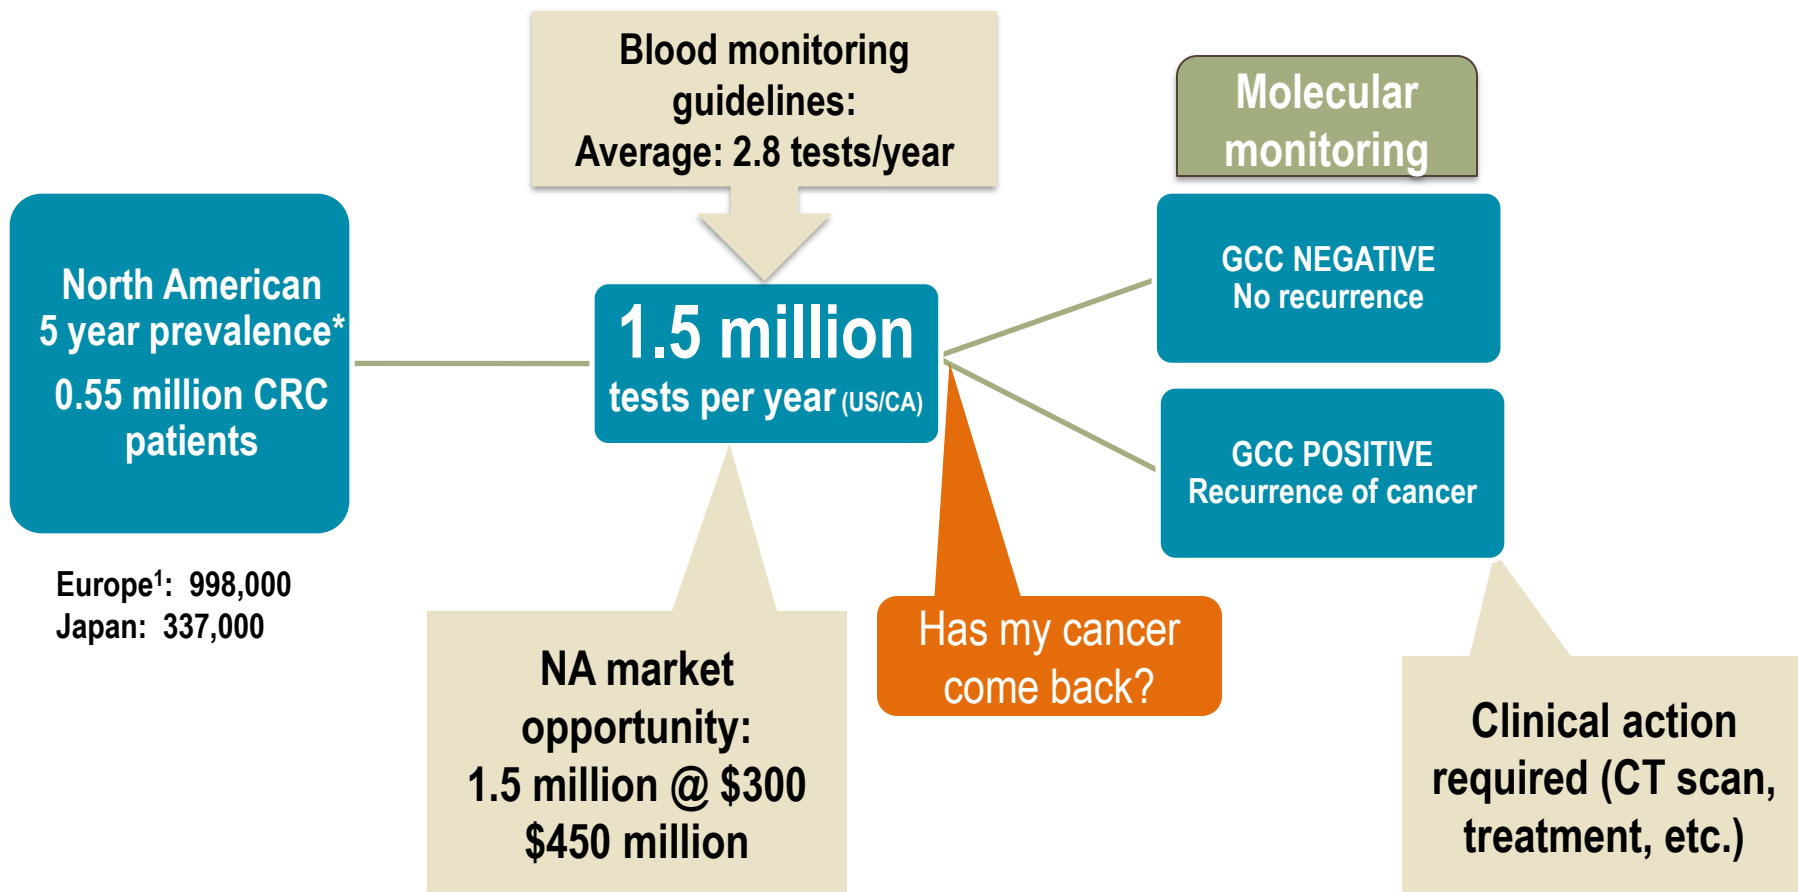 Blood monitoring
guidelines:
Average: 2.8 tests/year
Molecular
monitoring
North American
5 year prevalence*
0.55 million CRC
patients
1.5 million
tests per year (US/CA)
GCC NEGATIVE
No recurrence
GCC POSITIVE
Recurrence of cancer
Europe¹: 998,000
Japan: 337,000
NA market
opportunity:
1.5 million @ $300
$450 million
Has my cancer
come back?
Clinical action
required (CT scan,
treatment, etc.)